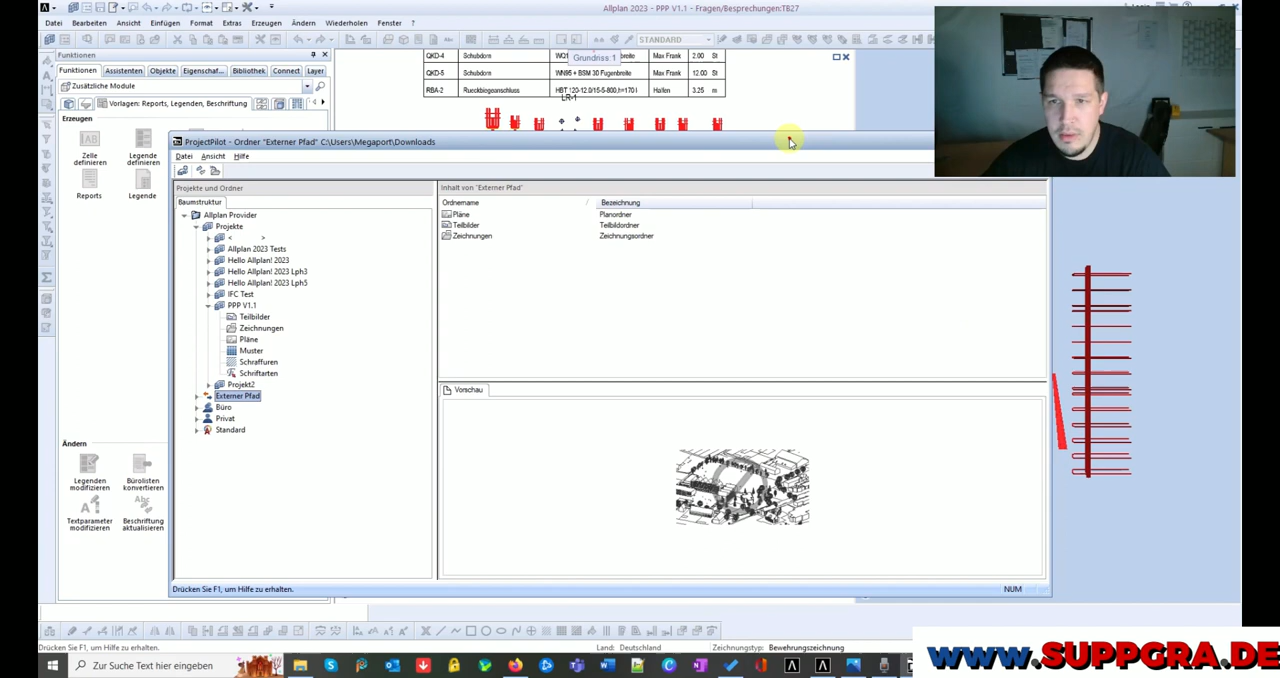 Allplan 2023 - PPP V1.1 - Fragen/Besprechungen:TB27
Datei Bearbeiten Ansicht Einfügen Format Extras Erzeugen Ändern Wiederholen Fenster ?
STANDARD
Funktionen
Funktionen Assistenten Objekte Eigenschaf... Bibliothek Connect Layer
Zusätzliche Module
Vorlagen: Reports, Legenden, Beschriftung
Erzeugen
Zelle definieren
Legende definieren
Reports
Legende
Ändern
Legenden modifizieren
Bürolisten konvertieren
Textparameter modifizieren
Beschriftung aktualisieren
Grundriss:1
QKD-4 Schubdorn Max Frank 2.00 St
QKD-5 Schubdorn WN95 + BSM 30 Fugenbreite Max Frank 12.00 St
RBA-2 Rueckbiegeanschluss Halfen 3.25 m
LR-1
ProjectPilot - Ordner "Externer Pfad" C:\Users\Megaport\Downloads
Datei Ansicht Hilfe
Projekte und Ordner
Baumstruktur
Allplan Provider
Projekte
< >
Allplan 2023 Tests
Hello Allplan! 2023
Hello Allplan! 2023 Lph3
Hello Allplan! 2023 Lph5
IFC Test
PPP V1.1
Teilbilder
Zeichnungen
Pläne
Muster
Schraffuren
Schriftarten
Projekt2
Externer Pfad
Büro
Privat
Standard
Inhalt von "Externer Pfad"
Ordnername Bezeichnung
Pläne Planordner
Teilbilder Teilbildordner
Zeichnungen Zeichnungsordner
Vorschau
Drücken Sie F1, um Hilfe zu erhalten. NUM
Drücken Sie F1, um Hilfe zu erhalten. Land: Deutschland Zeichnungstyp: Bewehrungszeichnung
Zur Suche Text hier eingeben
www.SUPPGRA.DE